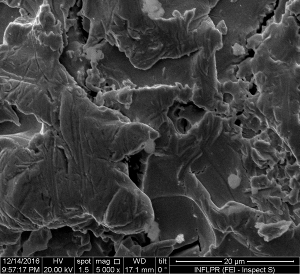 12/14/2016 HV spot mag □ WD tilt 20 µm
9:57:17 PM 20.00 kV 1.5 5 000 x 17.1 mm 0 ° INFLPR (FEI - Inspect S)